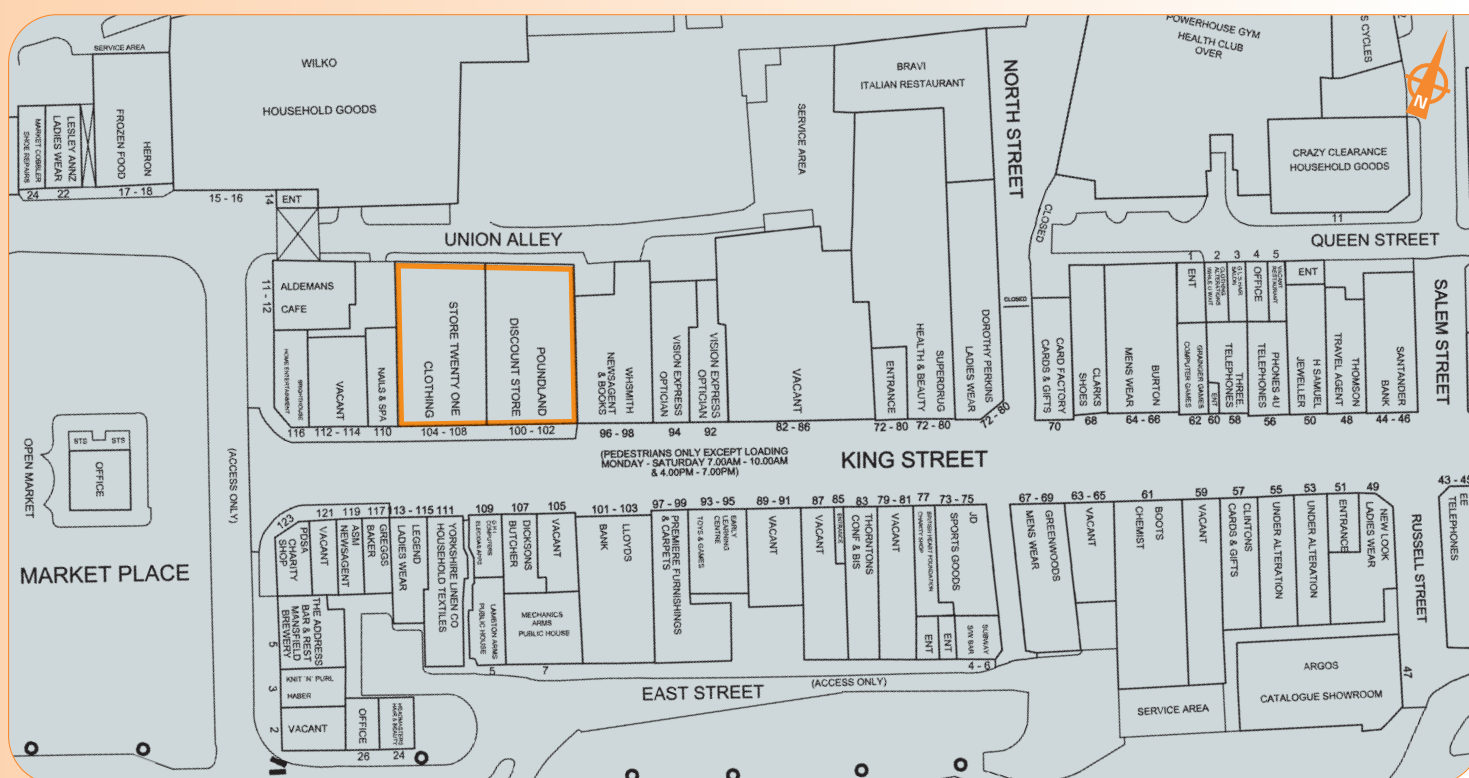 SERVICE AREA
WILKO
HOUSEHOLD GOODS
MARKET COBBLER
SHOE REPAIRS
24
LESLEY ANNZ
LADIES WEAR
22
HERON
FROZEN FOOD
17 - 18
15 - 16
14
ENT
SERVICE AREA
BRAVI
ITALIAN RESTAURANT
NORTH STREET
POWERHOUSE GYM
HEALTH CLUB
OVER
S CYCLES
N
CRAZY CLEARANCE
HOUSEHOLD GOODS
11
CLOSED
QUEEN STREET
UNION ALLEY
11 - 12
ALDEMANS
CAFE
BRIGHTHOUSE
HOME ENTERTAINMENT
116
VACANT
112 - 114
NAILS & SPA
110
STORE TWENTY ONE
CLOTHING
104 - 108
POUNDLAND
DISCOUNT STORE
100 - 102
WHSMITH
NEWSAGENT
& BOOKS
96 - 98
VISION EXPRESS
OPTICIAN
94
VISION EXPRESS
OPTICIAN
92
VACANT
82 - 86
ENTRANCE
72 - 80
SUPERDRUG
HEALTH & BEAUTY
72 - 80
DOROTHY PERKINS
LADIES WEAR
72 - 80
CLOSED
CARD FACTORY
CARDS & GIFTS
70
CLARKS
SHOES
68
BURTON
MENS WEAR
64 - 66
1
ENT
GRAINGER GAMES
COMPUTER GAMES
62
2
CLOTHING
ALTERATIONS
WHILE U WAIT
ENT
60
3
G L'S HAIR
SALON
THREE
TELEPHONES
58
4
OFFICE
5
VACANT
RESTAURANT
PHONES 4U
TELEPHONES
56
ENT
H SAMUEL
JEWELLER
50
THOMSON
TRAVEL AGENT
48
SANTANDER
BANK
44 - 46
SALEM STREET
(PEDESTRIANS ONLY EXCEPT LOADING
MONDAY - SATURDAY 7.00AM - 10.00AM
& 4.00PM - 7.00PM)
KING STREET
(ACCESS ONLY)
OPEN MARKET
STS
STS
OFFICE
MARKET PLACE
123
PDSA
CHARITY
SHOP
121
VACANT
119
ASM
NEWSAGENT
117
GREGGS
BAKER
113 - 115
LEGEND
LADIES WEAR
111
YORKSHIRE LINEN CO
HOUSEHOLD TEXTILES
109
LAMBTON ARMS
PUBLIC HOUSE
5
107
DICKSONS
BUTCHER
105
VACANT
MECHANICS
ARMS
PUBLIC HOUSE
7
101 - 103
LLOYDS
BANK
97 - 99
PREMIERE FURNISHINGS
& CARPETS
93 - 95
EARLY
LEARNING
CENTRE
TOYS & GAMES
89 - 91
VACANT
87
VACANT
85
ENTRANCE
83
THORNTONS
CONF & BIS
79 - 81
VACANT
77
BRITISH HEART FOUNDATION
CHARITY SHOP
ENT
73 - 75
JD
SPORTS GOODS
ENT
SUBWAY
S/W BAR
4 - 6
67 - 69
GREENWOODS
MENS WEAR
63 - 65
VACANT
61
BOOTS
CHEMIST
59
VACANT
57
CLINTONS
CARDS & GIFTS
55
UNDER ALTERATION
53
UNDER ALTERATION
51
ENTRANCE
49
NEW LOOK
LADIES WEAR
RUSSELL STREET
43 - 45
EE
TELEPHONES
THE ADDRESS
BAR & REST
MANSFIELD
BREWERY
5
KNIT 'N' PURL
HABER
3
VACANT
2
OFFICE
26
HEADMASTERS
HAIR & BEAUTY
24
EAST STREET
(ACCESS ONLY)
SERVICE AREA
ARGOS
CATALOGUE SHOWROOM
47